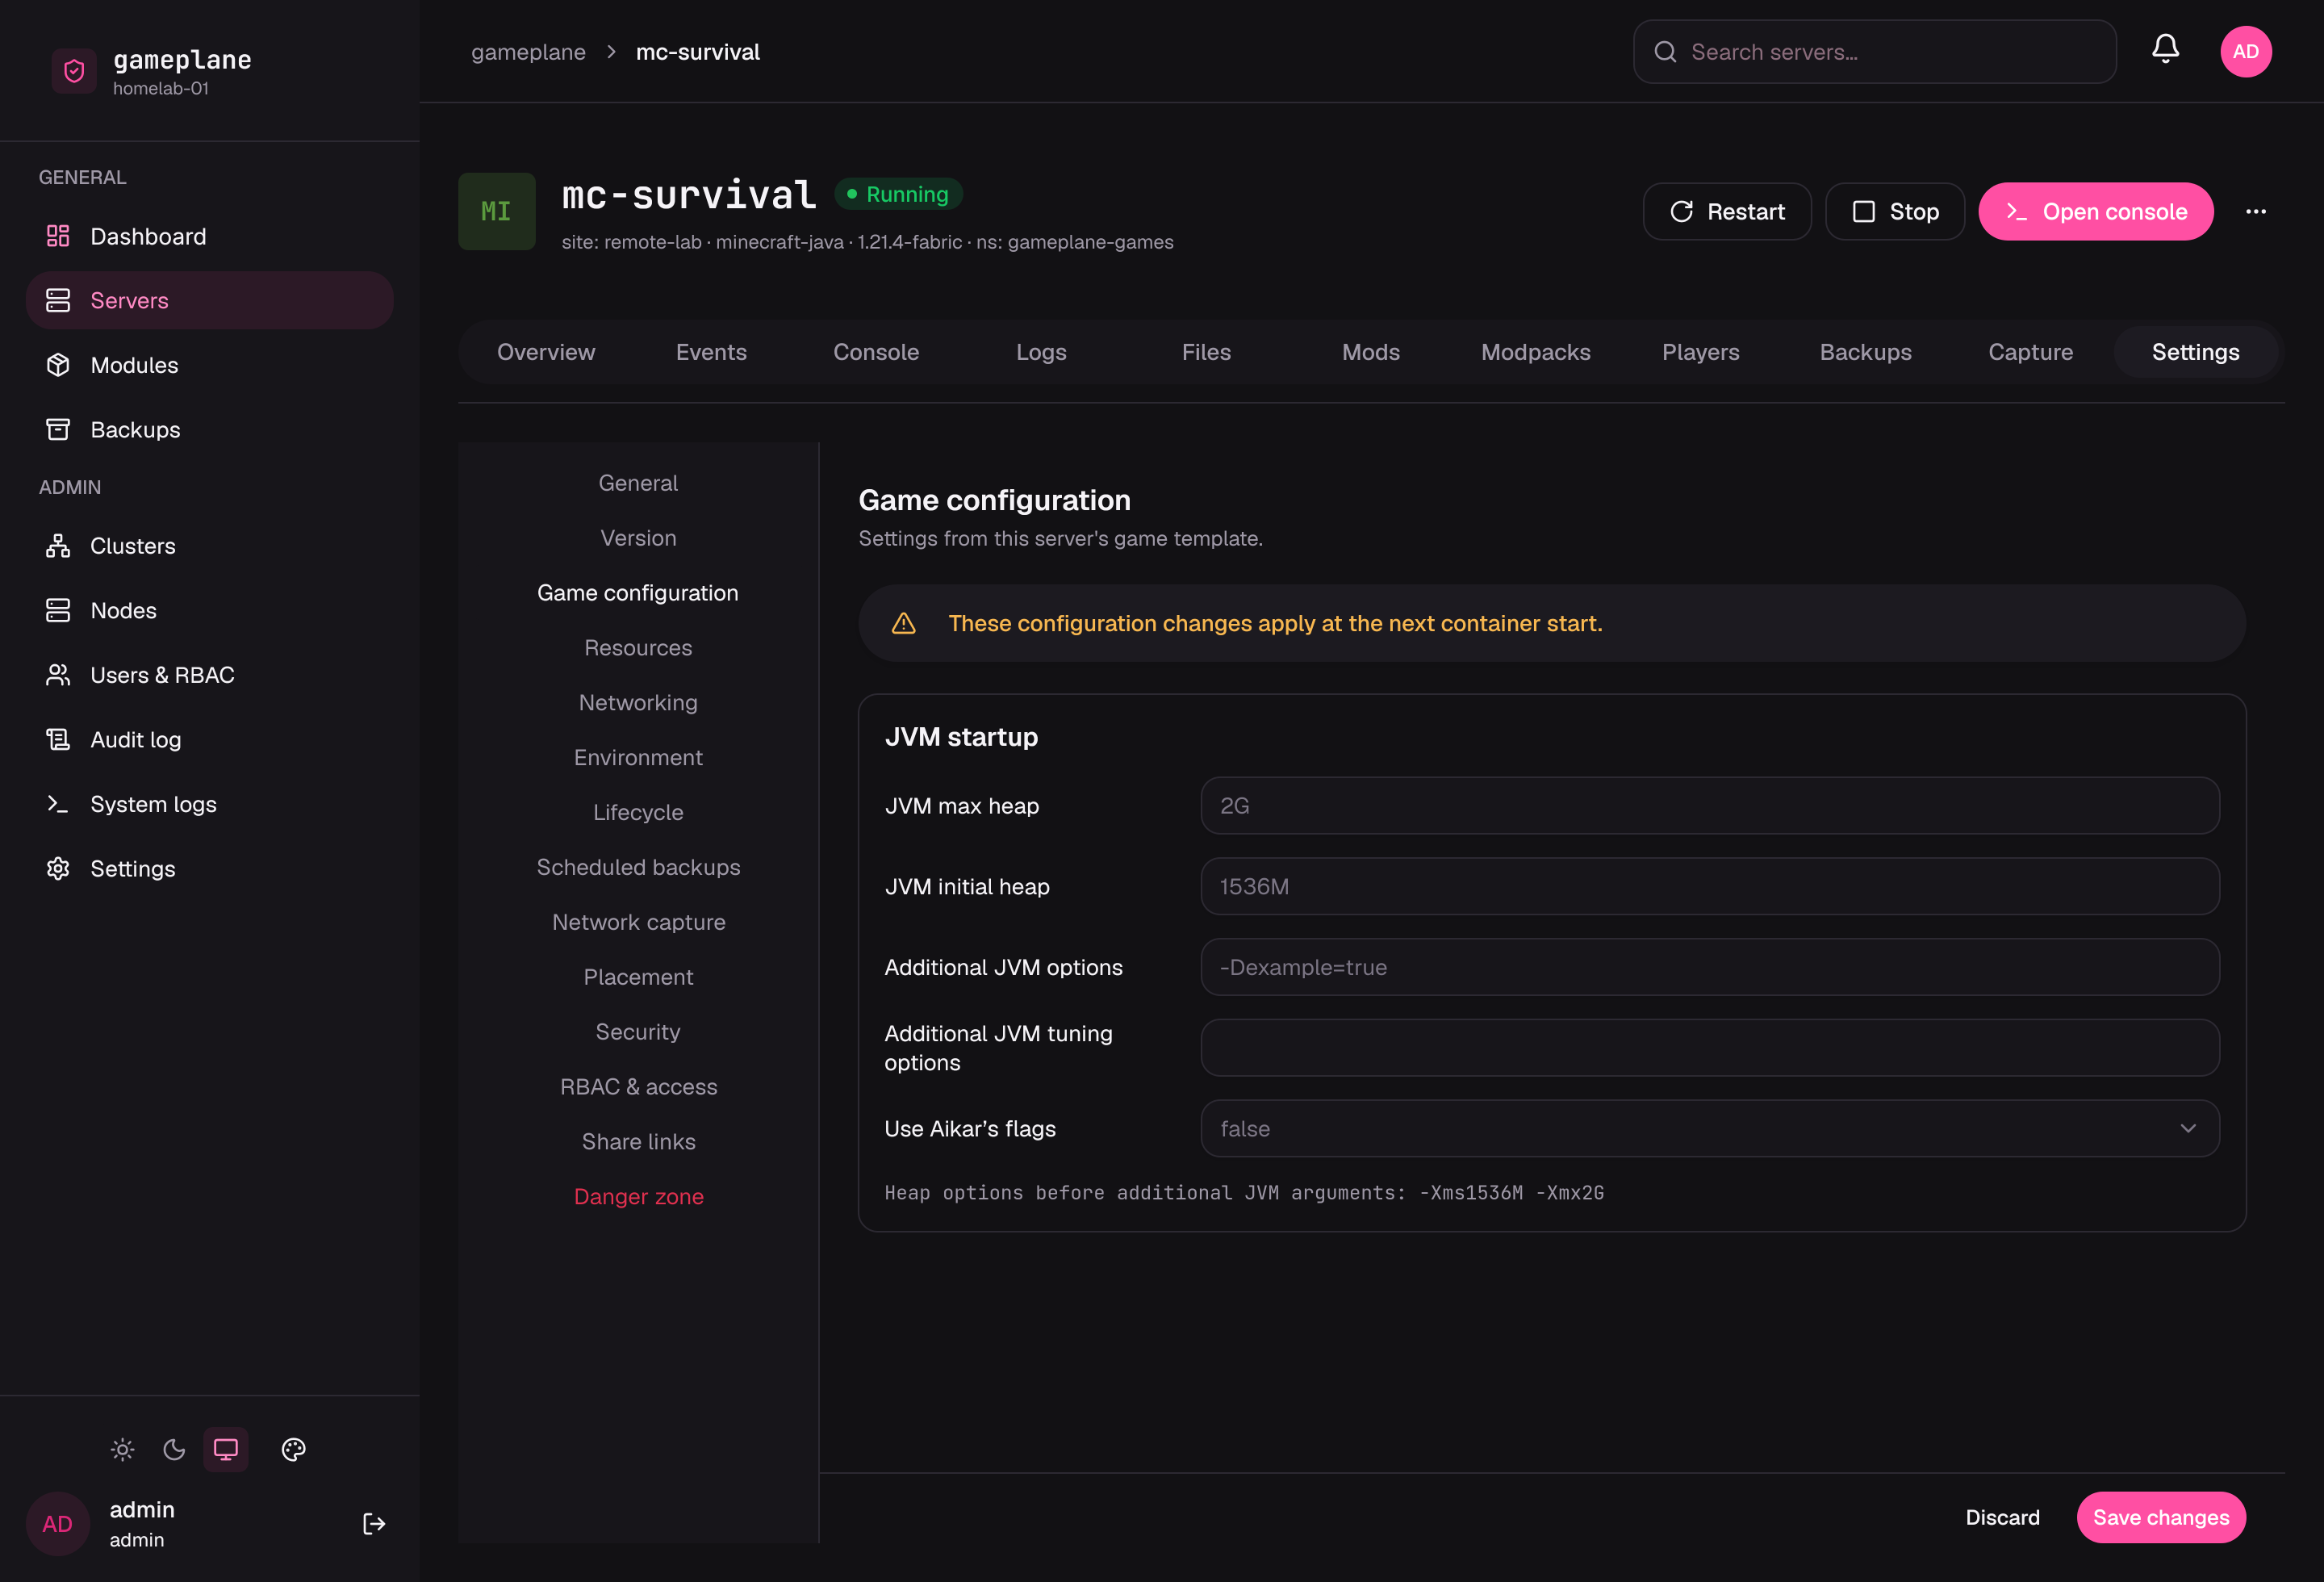 gameplane
homelab-01
GENERAL
Dashboard
Servers
Modules
Backups
ADMIN
Clusters
Nodes
Users & RBAC
Audit log
System logs
Settings
AD
admin
admin
gameplane > mc-survival
Search servers...
AD
MI
mc-survival
Running
site: remote-lab · minecraft-java · 1.21.4-fabric · ns: gameplane-games
Restart
Stop
Open console
Overview
Events
Console
Logs
Files
Mods
Modpacks
Players
Backups
Capture
Settings
General
Version
Game configuration
Resources
Networking
Environment
Lifecycle
Scheduled backups
Network capture
Placement
Security
RBAC & access
Share links
Danger zone
Game configuration
Settings from this server's game template.
These configuration changes apply at the next container start.
JVM startup
JVM max heap
2G
JVM initial heap
1536M
Additional JVM options
-Dexample=true
Additional JVM tuning
options
Use Aikar’s flags
false
Heap options before additional JVM arguments: -Xms1536M -Xmx2G
Discard
Save changes